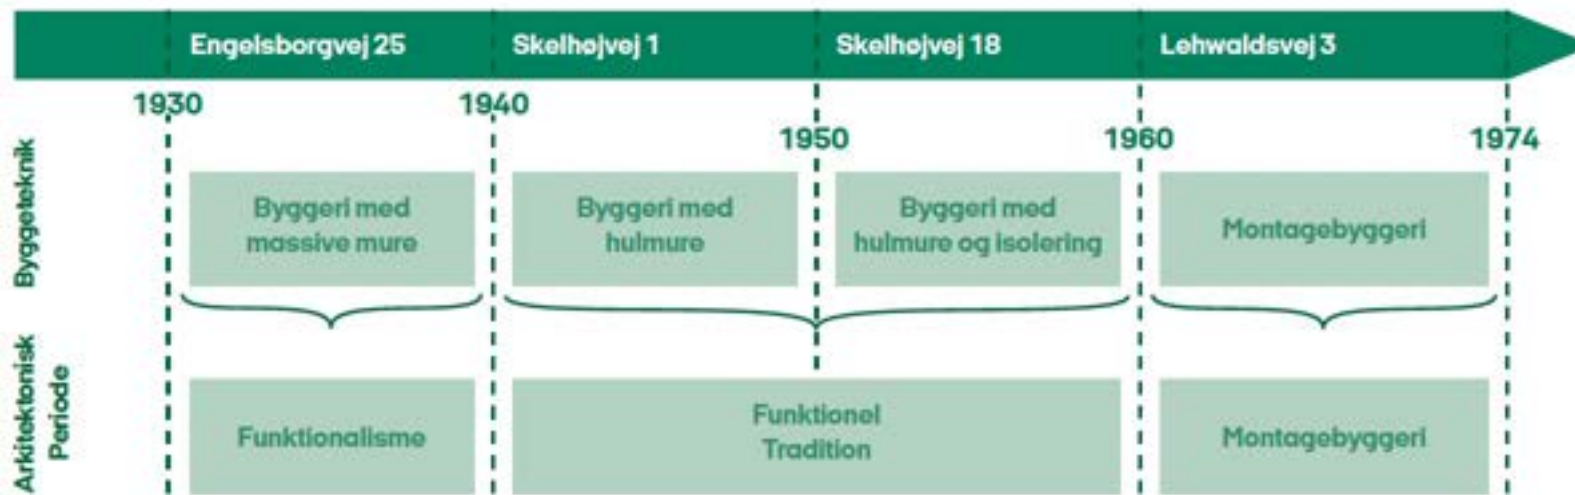 Engelsborgvej 25
Skelhøjvej 1
Skelhøjvej 18
Lehwaldsvej 3
1930
1940
1950
1960
1974
Byggeteknik
Byggeri med
massive mure
Byggeri med
hulmure
Byggeri med
hulmure og isolering
Montagebyggeri
Arkitektonisk
Periode
Funktionalisme
Funktionel
Tradition
Montagebyggeri